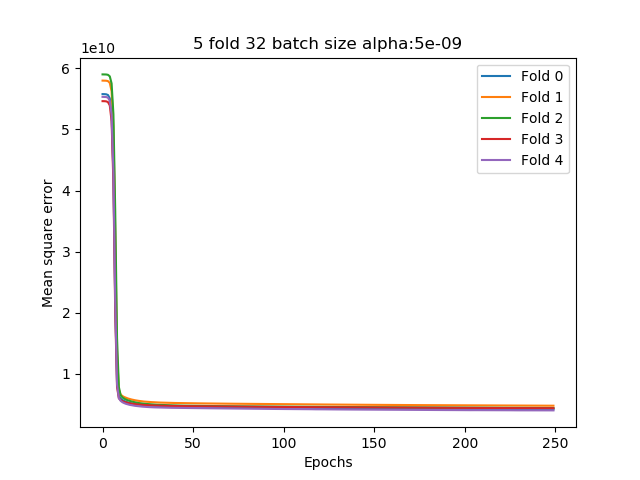 5 fold 32 batch size alpha:5e-09
1e10
6
5
4
3
2
1
Mean square error
0
50
100
150
200
250
Epochs
Fold 0
Fold 1
Fold 2
Fold 3
Fold 4